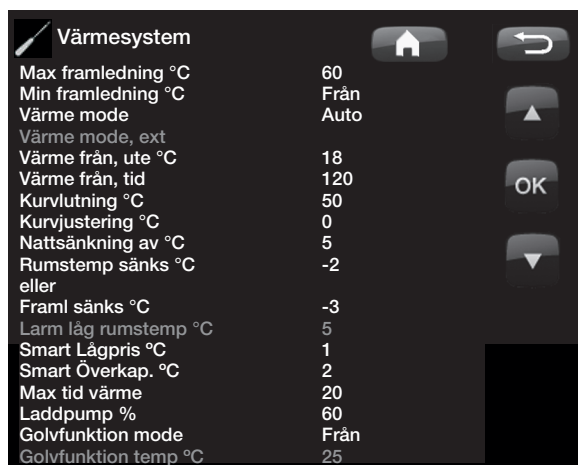 Värmesystem
Max framledning °C 60
Min framledning °C Från
Värme mode Auto
Värme mode, ext
Värme från, ute °C 18
Värme från, tid 120
OK
Kurvlutning °C 50
Kurvjustering °C 0
Nattsänkning av °C 5
Rumstemp sänks °C -2
eller
Framl sänks °C -3
Larm låg rumstemp °C 5
Smart Lågpris ºC 1
Smart Överkap. ºC 2
Max tid värme 20
Laddpump % 60
Golvfunktion mode Från
Golvfunktion temp ºC 25